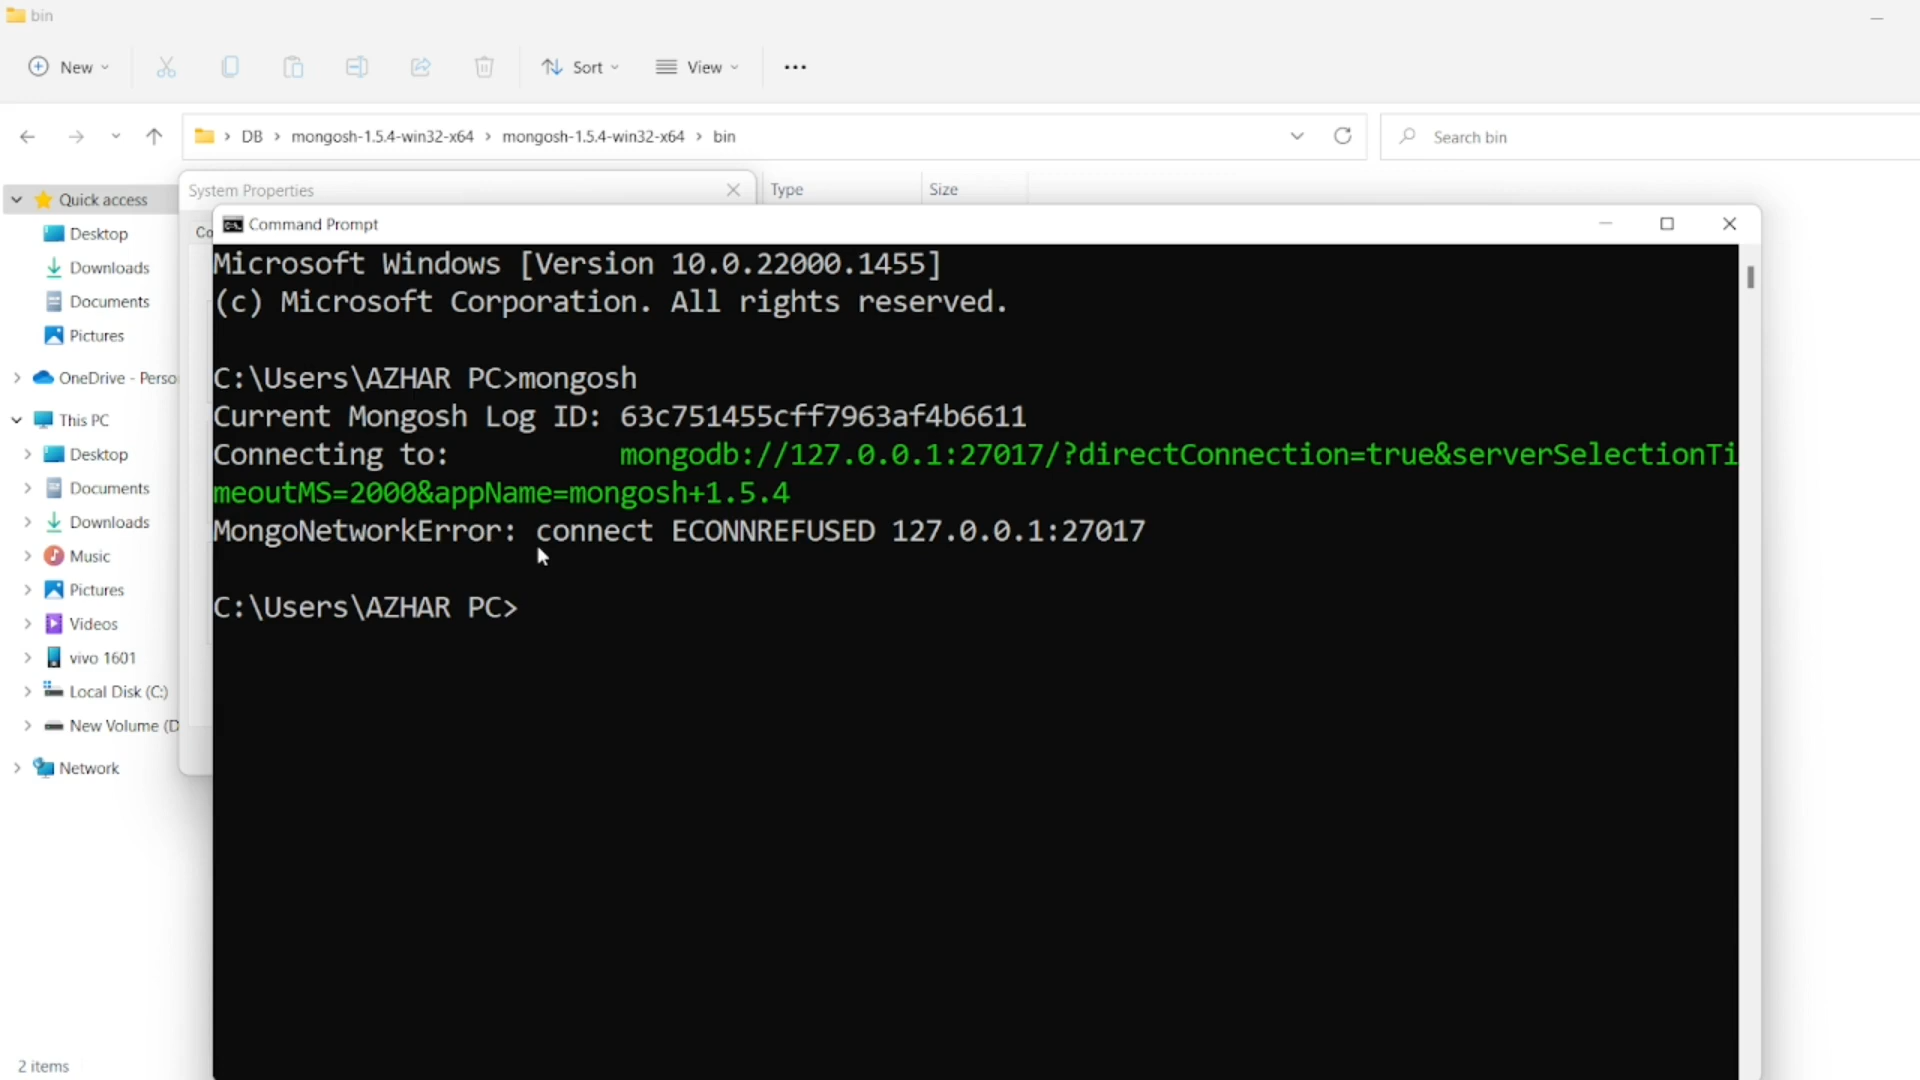 bin
New
Sort
View
DB > mongosh-1.5.4-win32-x64 > mongosh-1.5.4-win32-x64 > bin
Search bin
System Properties
Type
Size
Quick access
Desktop
Downloads
Documents
Pictures
OneDrive - Perso
This PC
Desktop
Documents
Downloads
Music
Pictures
Videos
vivo 1601
Local Disk (C:)
New Volume (D
Network
2 items
Co
Command Prompt
Microsoft Windows [Version 10.0.22000.1455]
(c) Microsoft Corporation. All rights reserved.
C:\Users\AZHAR PC>mongosh
Current Mongosh Log ID: 63c751455cff7963af4b6611
Connecting to: mongodb://127.0.0.1:27017/?directConnection=true&serverSelectionTi
meoutMS=2000&appName=mongosh+1.5.4
MongoNetworkError: connect ECONNREFUSED 127.0.0.1:27017
C:\Users\AZHAR PC>